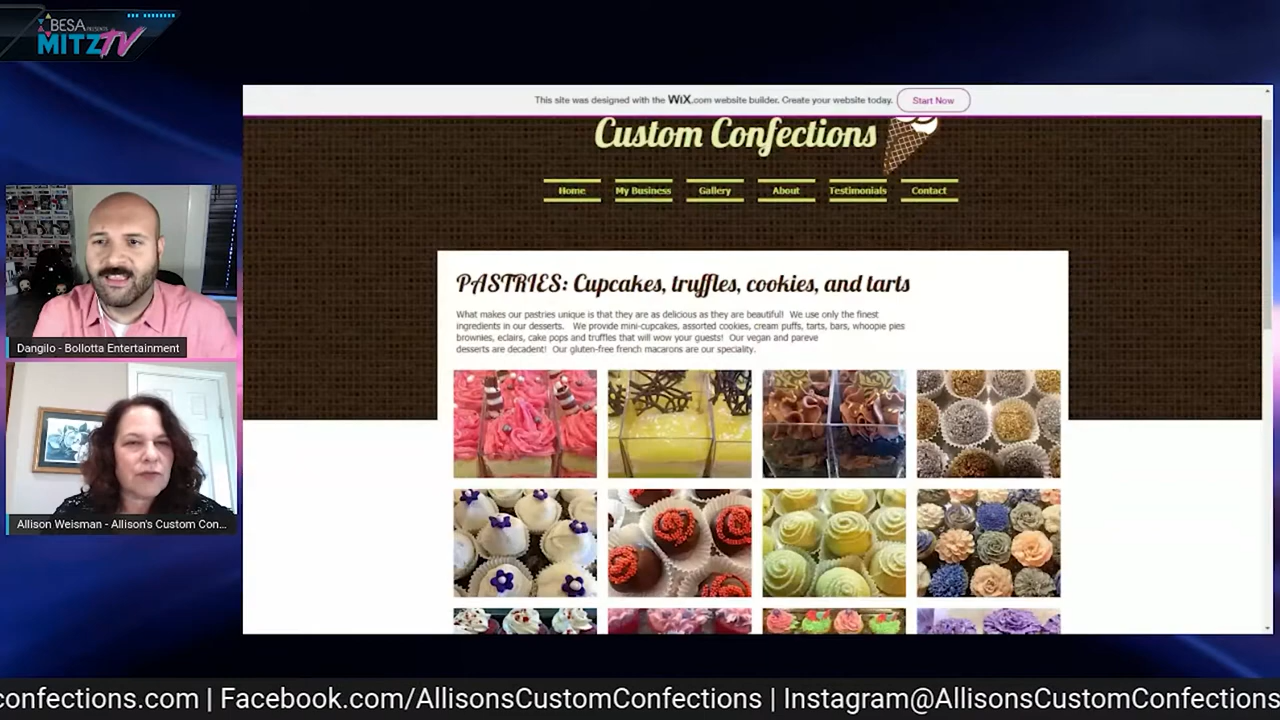 BESA PRESENTS
MITZTV
This site was designed with the WiX.com website builder. Create your website today.
Start Now
Custom Confections
Home
My Business
Gallery
About
Testimonials
Contact
PASTRIES: Cupcakes, truffles, cookies, and tarts
What makes our pastries unique is that they are as delicious as they are beautiful! We use only the finest
ingredients in our desserts. We provide mini-cupcakes, assorted cookies, cream puffs, tarts, bars, whoopie pies
brownies, eclairs, cake pops and truffles that will wow your guests! Our vegan and pareve
desserts are decadent! Our gluten-free french macarons are our speciality.
Dangilo - Bollotta Entertainment
Allison Weisman - Allison's Custom Con...
confections.com | Facebook.com/AllisonsCustomConfections | Instagram@AllisonsCustomConfections